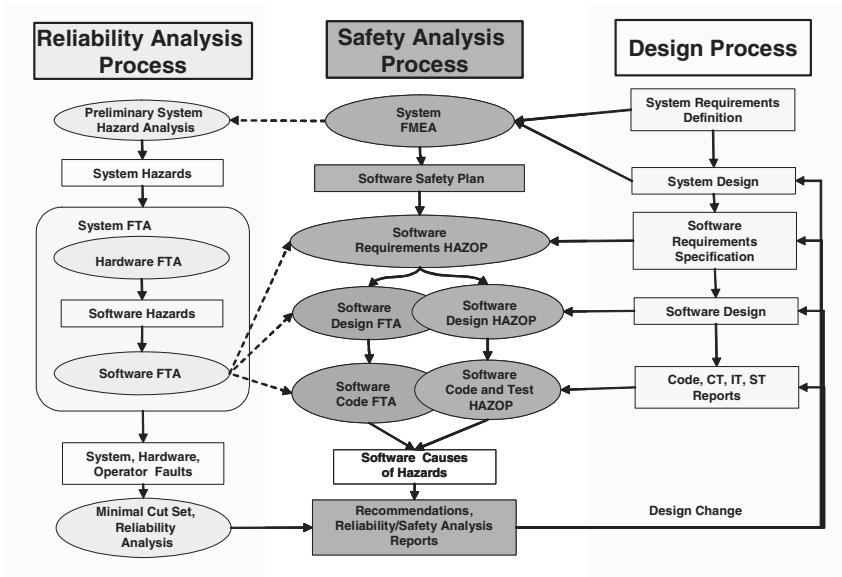 Reliability Analysis
Process
Safety Analysis
Process
Design Process
Preliminary System
Hazard Analysis
System Hazards
System FTA
Hardware FTA
Software Hazards
Software FTA
System, Hardware,
Operator Faults
Minimal Cut Set,
Reliability
Analysis
System
FMEA
Software Safety Plan
Software
Requirements HAZOP
Software
Design FTA
Software
Design HAZOP
Software
Code FTA
Software
Code and Test
HAZOP
Software Causes
of Hazards
Recommendations,
Reliability/Safety Analysis
Reports
System Requirements
Definition
System Design
Software
Requirements
Specification
Software Design
Code, CT, IT, ST
Reports
Design Change